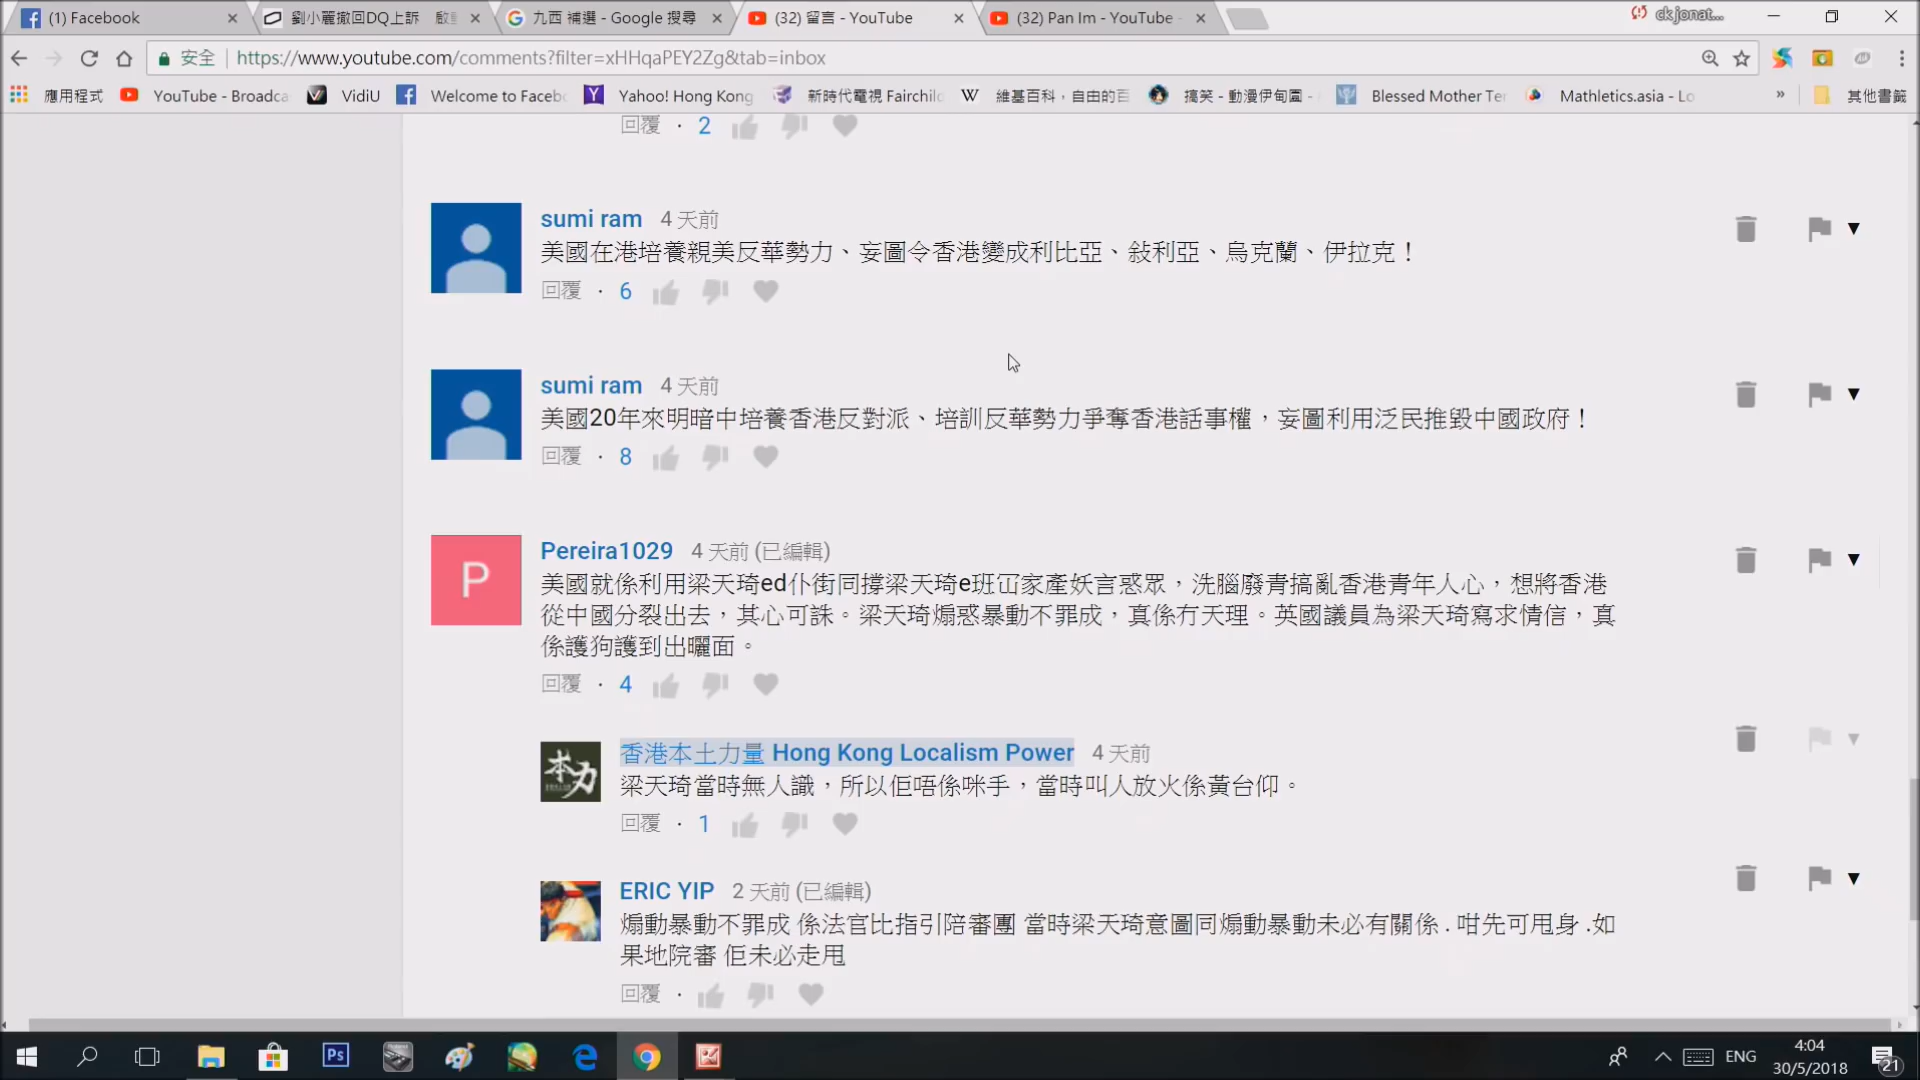 (1) Facebook
劉小麗撤回DQ上訴
九西 補選 - Google 搜尋
(32) 留言 - YouTube
(32) Pan Im - YouTube
ckjonat...
安全 https://www.youtube.com/comments?filter=xHHqaPEY2Zg&tab=inbox
應用程式 YouTube - Broadca VidiU Welcome to Faceb Yahoo! Hong Kong 新時代電視 Fairchild 維基百科，自由的百 搞笑 - 動漫伊甸園 - Blessed Mother Ter Mathletics.asia - Lo » 其他書籤
回覆 · 2
sumi ram 4 天前
美國在港培養親美反華勢力、妄圖令香港變成利比亞、敍利亞、烏克蘭、伊拉克！
回覆 · 6
sumi ram 4 天前
美國20年來明暗中培養香港反對派、培訓反華勢力爭奪香港話事權，妄圖利用泛民推毀中國政府！
回覆 · 8
P
Pereira1029 4 天前 (已編輯)
美國就係利用梁天琦ed仆街同撐梁天琦e班冚家產妖言惑眾，洗腦廢青搞亂香港青年人心，想將香港
從中國分裂出去，其心可誅。梁天琦煽惑暴動不罪成，真係冇天理。英國議員為梁天琦寫求情信，真
係護狗護到出曬面。
回覆 · 4
本力
香港本土力量 Hong Kong Localism Power 4 天前
梁天琦當時無人識，所以佢唔係咪手，當時叫人放火係黃台仰。
回覆 · 1
ERIC YIP 2 天前 (已編輯)
煽動暴動不罪成 係法官比指引陪審團 當時梁天琦意圖同煽動暴動未必有關係 . 咁先可甩身 .如
果地院審 佢未必走甩
回覆 ·
Ps
ENG
4:04
30/5/2018
21